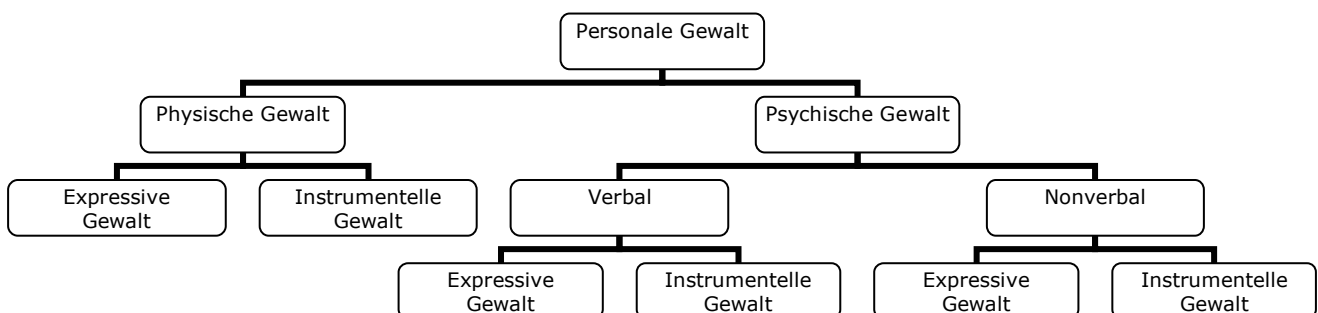 Personale Gewalt
Physische Gewalt
Psychische Gewalt
Expressive
Gewalt
Instrumentelle
Gewalt
Verbal
Nonverbal
Expressive
Gewalt
Instrumentelle
Gewalt
Expressive
Gewalt
Instrumentelle
Gewalt